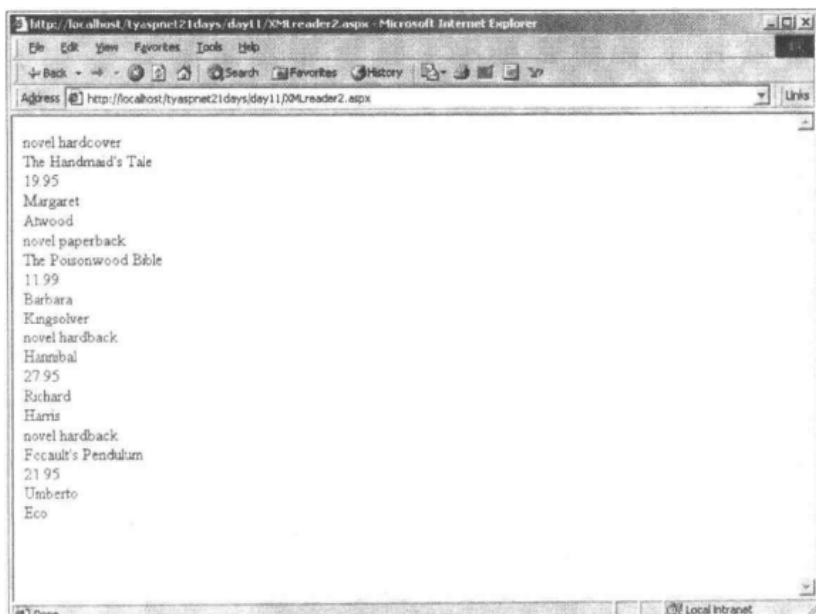 http://localhost/tyaspnet21days/day11/XMLreader2.aspx - Microsoft Internet Explorer
File Edit View Favorites Tools Help
Back Search Favorites History
Address http://localhost/tyaspnet21days/day11/XMLreader2.aspx Links
novel hardcover
The Handmaid's Tale
19.95
Margaret
Atwood
novel paperback
The Poisonwood Bible
11.99
Barbara
Kingsolver
novel hardback
Hannibal
27.95
Richard
Harris
novel hardback
Focault's Pendulum
21.95
Umberto
Eco
Done Local intranet